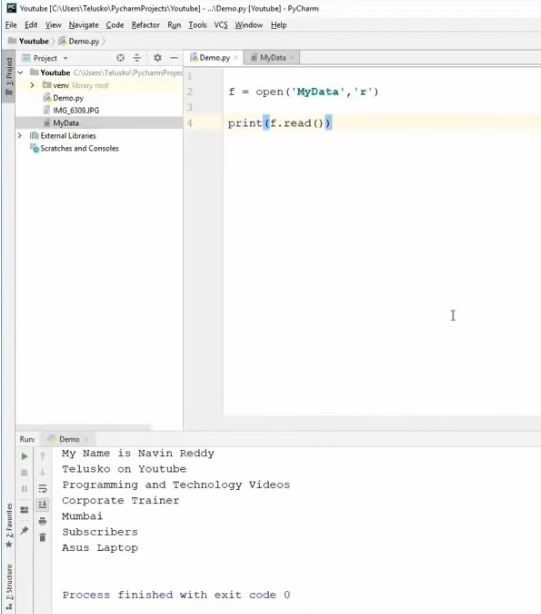 Youtube [C:\Users\Telusko\PycharmProjects\Youtube] - ...\Demo.py [Youtube] - PyCharm
File Edit View Navigate Code Refactor Run Tools VCS Window Help
Youtube Demo.py
1: Project
Project
Demo.py
MyData
Youtube C:\Users\Telusko\PycharmProjec
venv library root
Demo.py
IMG_6309.JPG
MyData
External Libraries
Scratches and Consoles
1
2 f = open('MyData','r')
3
4 print(f.read())
Run: Demo
My Name is Navin Reddy
Telusko on Youtube
Programming and Technology Videos
Corporate Trainer
Mumbai
Subscribers
Asus Laptop
Process finished with exit code 0
2: Favorites
Z: Structure